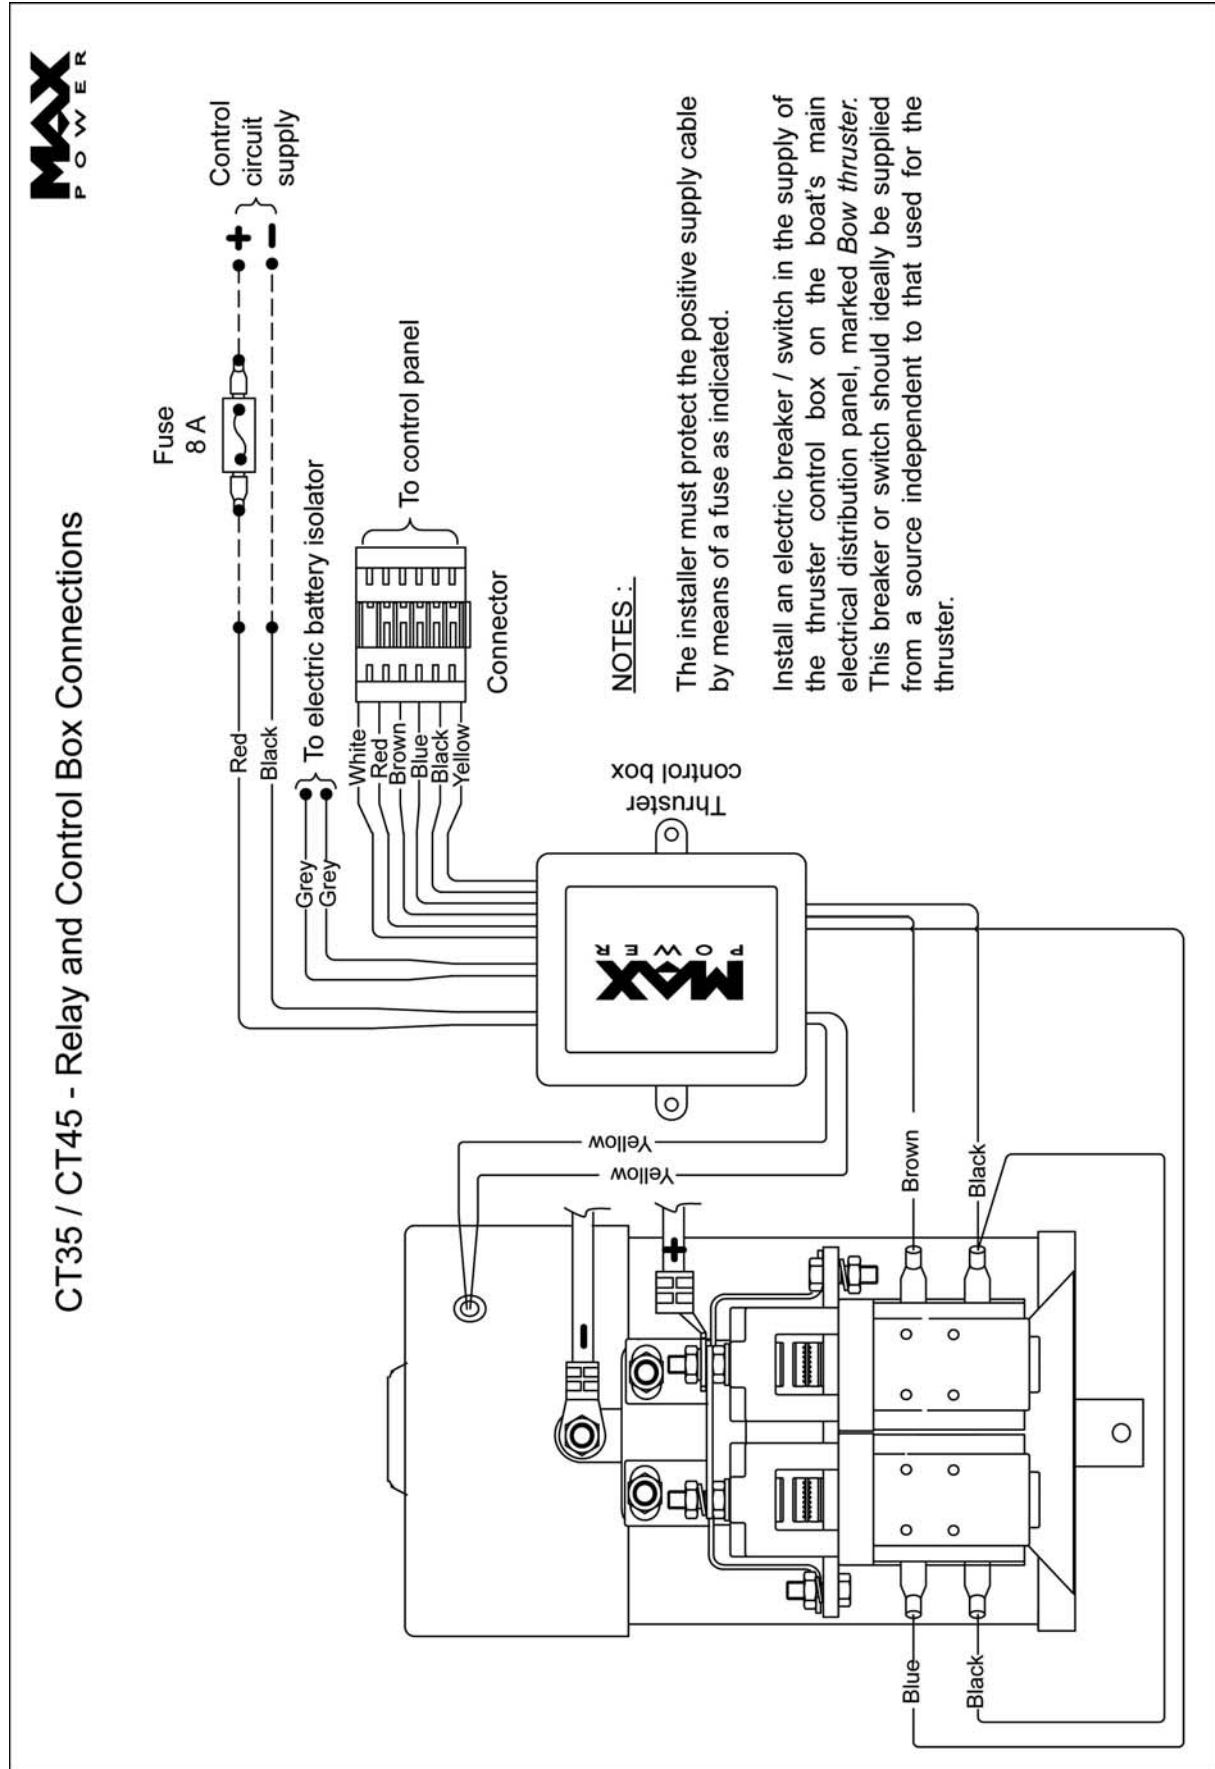 MAX
POWER
CT35 / CT45 - Relay and Control Box Connections
Fuse
8 A
+
−
Control
circuit
supply
Red
Black
Grey
Grey
To electric battery isolator
White
Red
Brown
Blue
Black
Yellow
To control panel
Connector
Thruster
control box
MAX
POWER
Yellow
Yellow
−
+
Brown
Black
Blue
Black
NOTES :
The installer must protect the positive supply cable
by means of a fuse as indicated.
Install an electric breaker / switch in the supply of
the thruster control box on the boat's main
electrical distribution panel, marked Bow thruster.
This breaker or switch should ideally be supplied
from a source independent to that used for the
thruster.